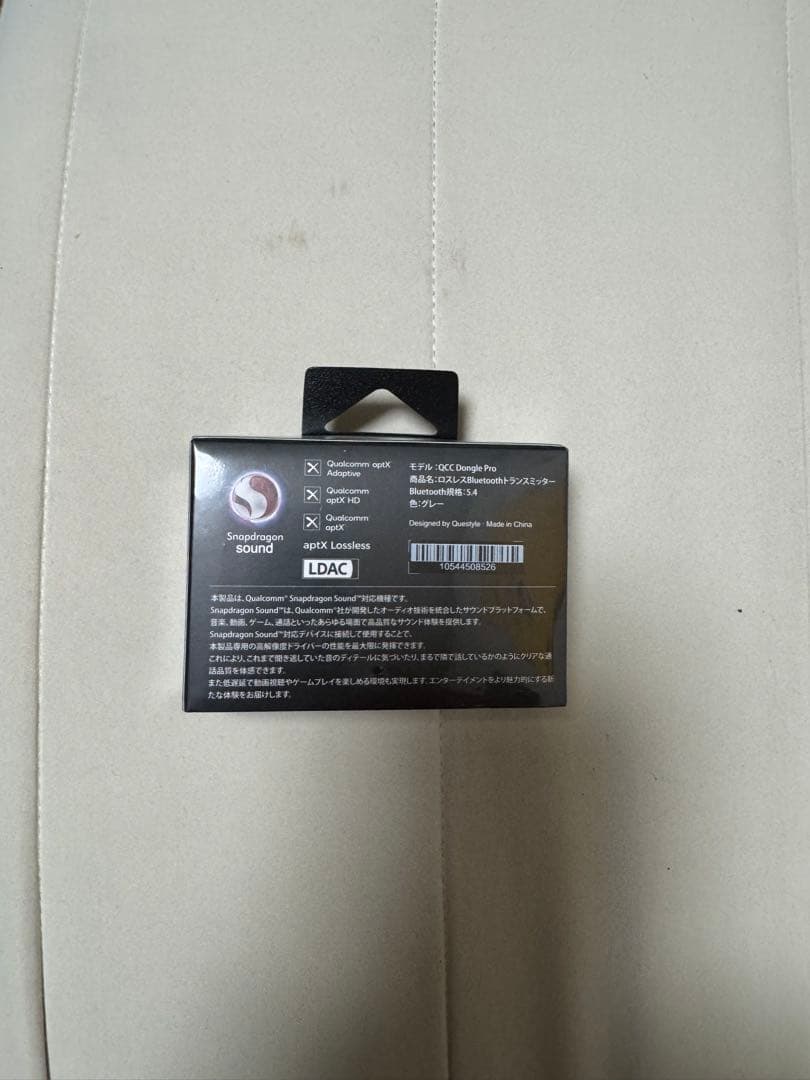 Snapdragon
sound
Qualcomm aptX
Adaptive
Qualcomm
aptX HD
Qualcomm
aptX
aptX Lossless
LDAC
モデル:QCC Dongle Pro
商品名:ロスレスBluetoothトランスミッター
Bluetooth規格:5.4
色:グレー
Designed by Questyle · Made in China
10544508526
本製品は、Qualcomm® Snapdragon Sound™対応機種です。
Snapdragon Sound™は、Qualcomm®社が開発したオーディオ技術を統合したサウンドプラットフォームで、
音楽、動画、ゲーム、通話といったあらゆる場面で高品質なサウンド体験を提供します。
Snapdragon Sound™対応デバイスに接続して使用することで、
本製品専用の高解像度ドライバーの性能を最大限に発揮できます。
これにより、これまで聞き逃していた音のディテールに気づいたり、まるで隣で話しているかのようにクリアな通
話品質を体感できます。
また低遅延で動画視聴やゲームプレイを楽しめる環境も実現します。エンターテイメントをより魅力的にする新
たな体験をお届けします。